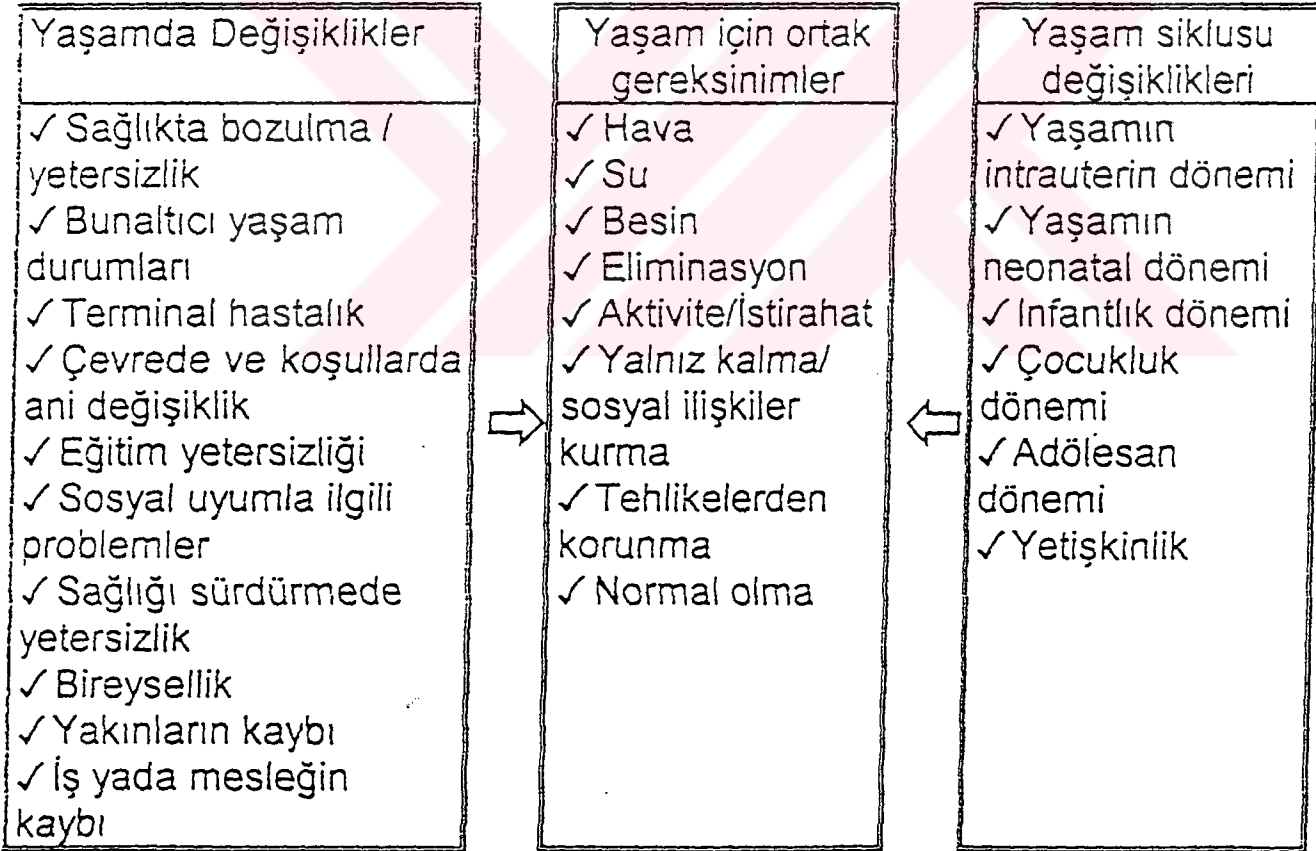 Yaşamda Değişiklikler
✓ Sağlıkta bozulma /
yetersizlik
✓ Bunaltıcı yaşam
durumları
✓ Terminal hastalık
✓ Çevrede ve koşullarda
ani değişiklik
✓ Eğitim yetersizliği
✓ Sosyal uyumla ilgili
problemler
✓ Sağlığı sürdürmede
yetersizlik
✓ Bireysellik
✓ Yakınların kaybı
✓ İş yada mesleğin
kaybı
Yaşam için ortak
gereksinimler
✓ Hava
✓ Su
✓ Besin
✓ Eliminasyon
✓ Aktivite/İstirahat
✓ Yalnız kalma/
sosyal ilişkiler
kurma
✓ Tehlikelerden
korunma
✓ Normal olma
Yaşam siklusu
değişiklikleri
✓ Yaşamın
intrauterin dönemi
✓ Yaşamın
neonatal dönemi
✓ Infantlık dönemi
✓ Çocukluk
dönemi
✓ Adölesan
dönemi
✓ Yetişkinlik